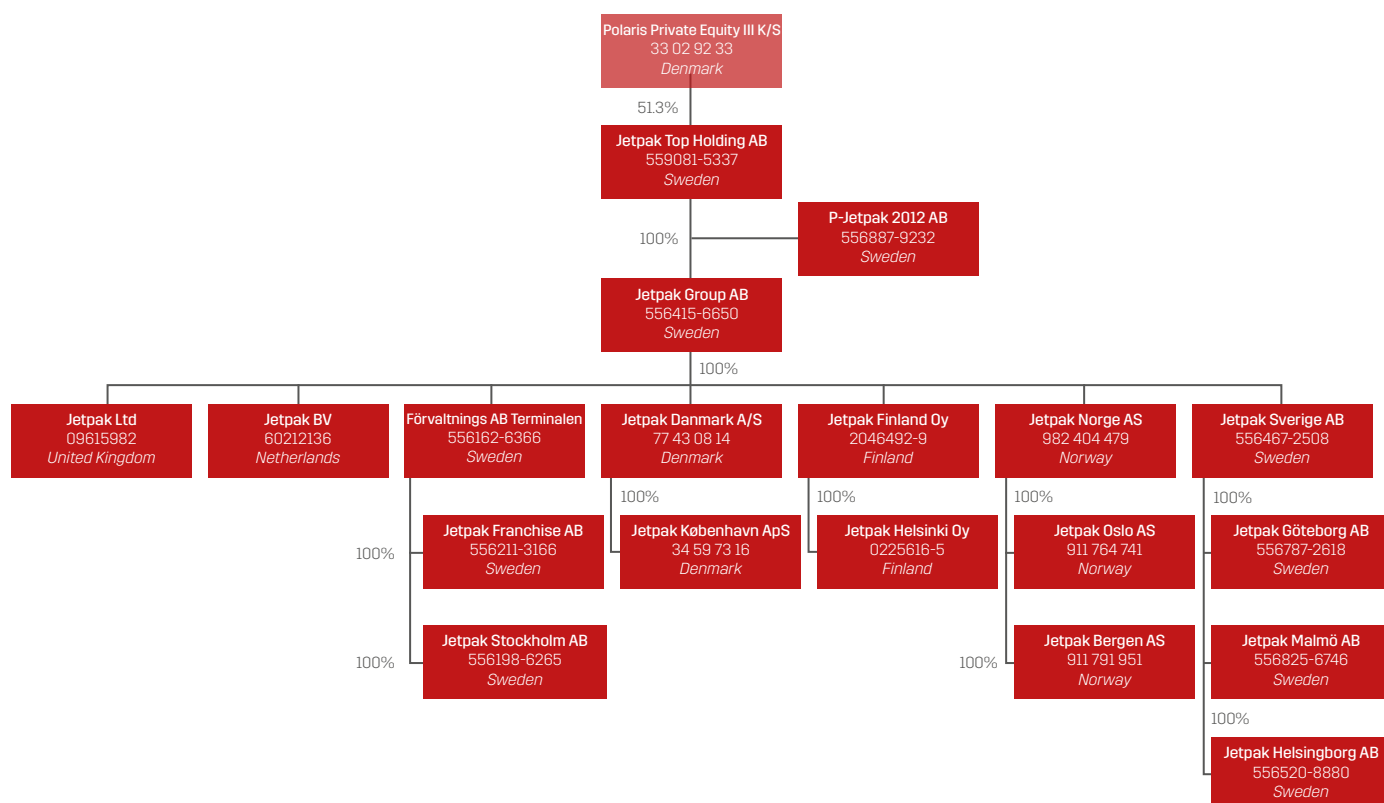 Polaris Private Equity III K/S
33 02 92 33
Denmark
51.3%
Jetpak Top Holding AB
559081-5337
Sweden
P-Jetpak 2012 AB
556887-9232
Sweden
100%
Jetpak Group AB
556415-6650
Sweden
100%
Jetpak Ltd
09615982
United Kingdom
Jetpak BV
60212136
Netherlands
Förvaltnings AB Terminalen
556162-6366
Sweden
Jetpak Danmark A/S
77 43 08 14
Denmark
Jetpak Finland Oy
2046492-9
Finland
Jetpak Norge AS
982 404 479
Norway
Jetpak Sverige AB
556467-2508
Sweden
100%
100%
100%
100%
100%
Jetpak Franchise AB
556211-3166
Sweden
Jetpak København ApS
34 59 73 16
Denmark
Jetpak Helsinki Oy
0225616-5
Finland
Jetpak Oslo AS
911 764 741
Norway
Jetpak Göteborg AB
556787-2618
Sweden
100%
Jetpak Stockholm AB
556198-6265
Sweden
100%
Jetpak Bergen AS
911 791 951
Norway
Jetpak Malmö AB
556825-6746
Sweden
100%
Jetpak Helsingborg AB
556520-8880
Sweden